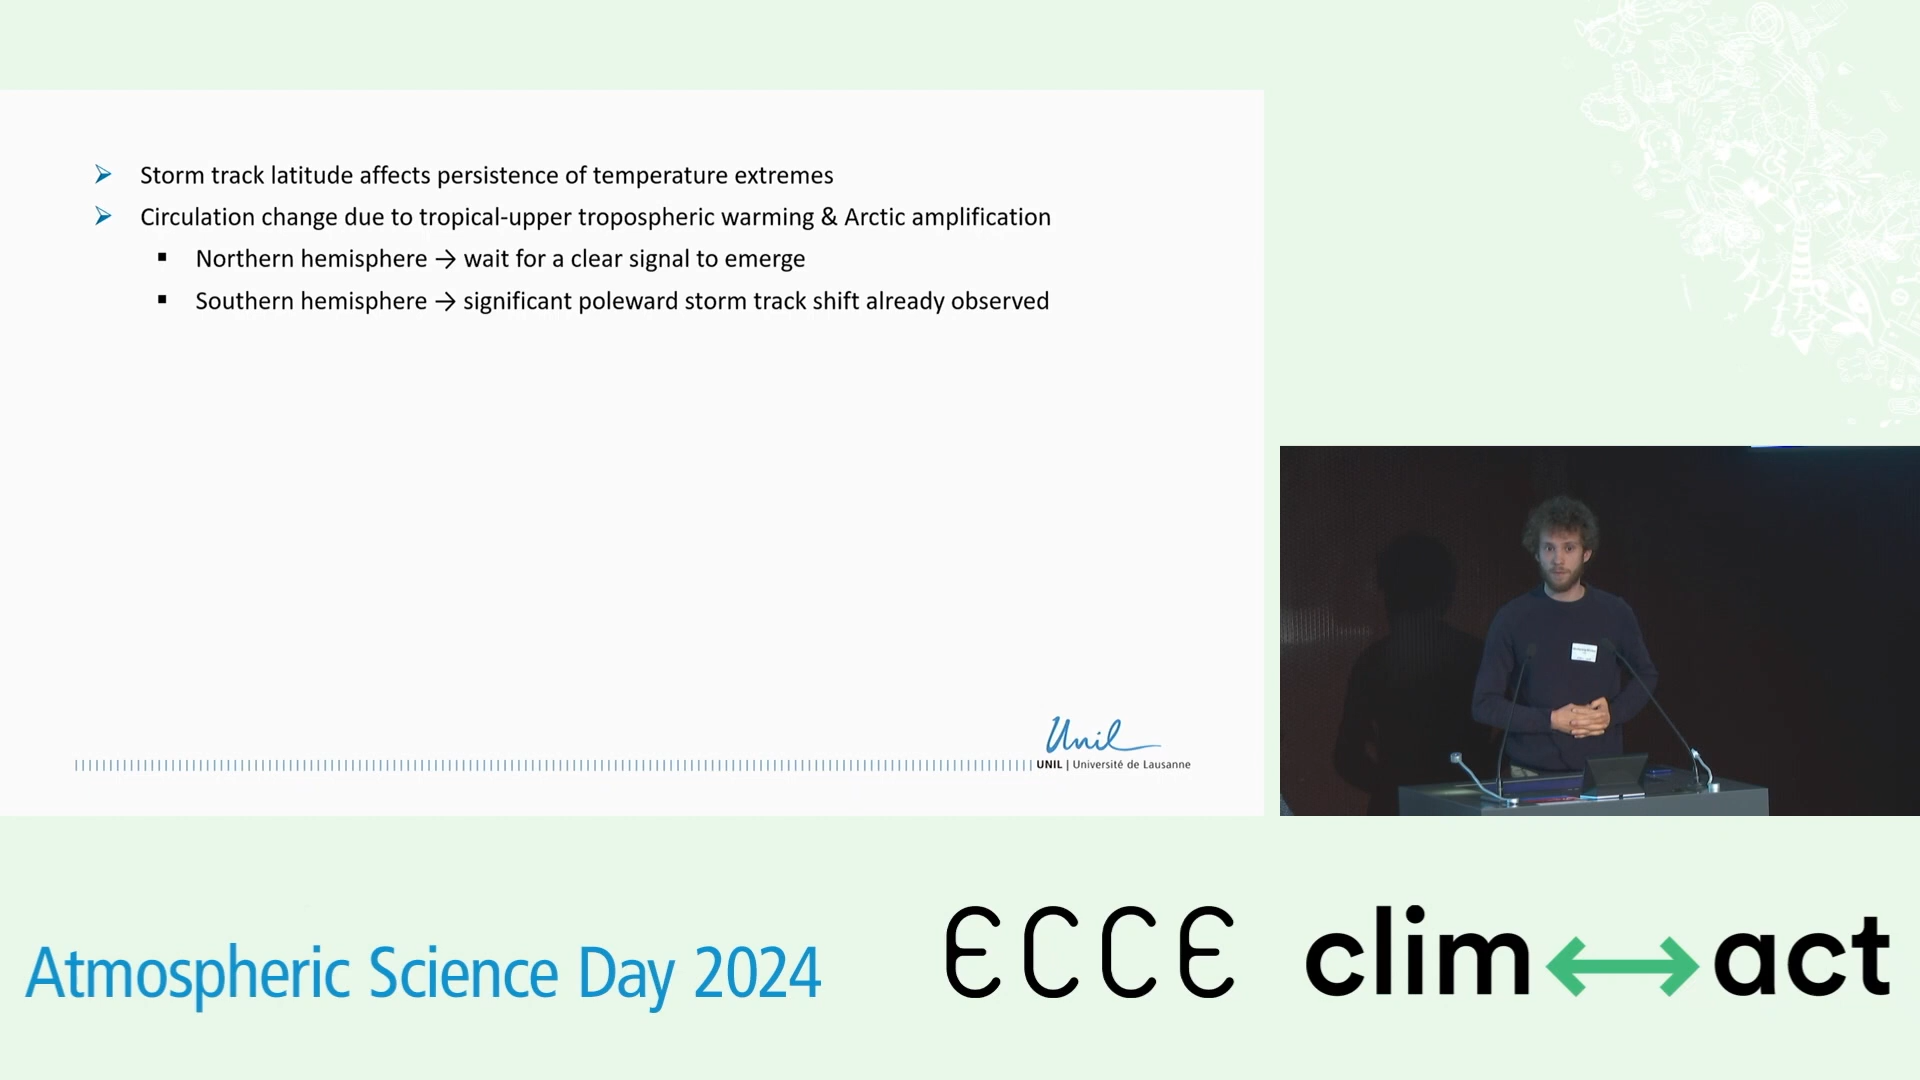 ➢ Storm track latitude affects persistence of temperature extremes
➢ Circulation change due to tropical-upper tropospheric warming & Arctic amplification
▪ Northern hemisphere → wait for a clear signal to emerge
▪ Southern hemisphere → significant poleward storm track shift already observed
Unil
UNIL | Université de Lausanne
Atmospheric Science Day 2024
ECCE
clim↔act